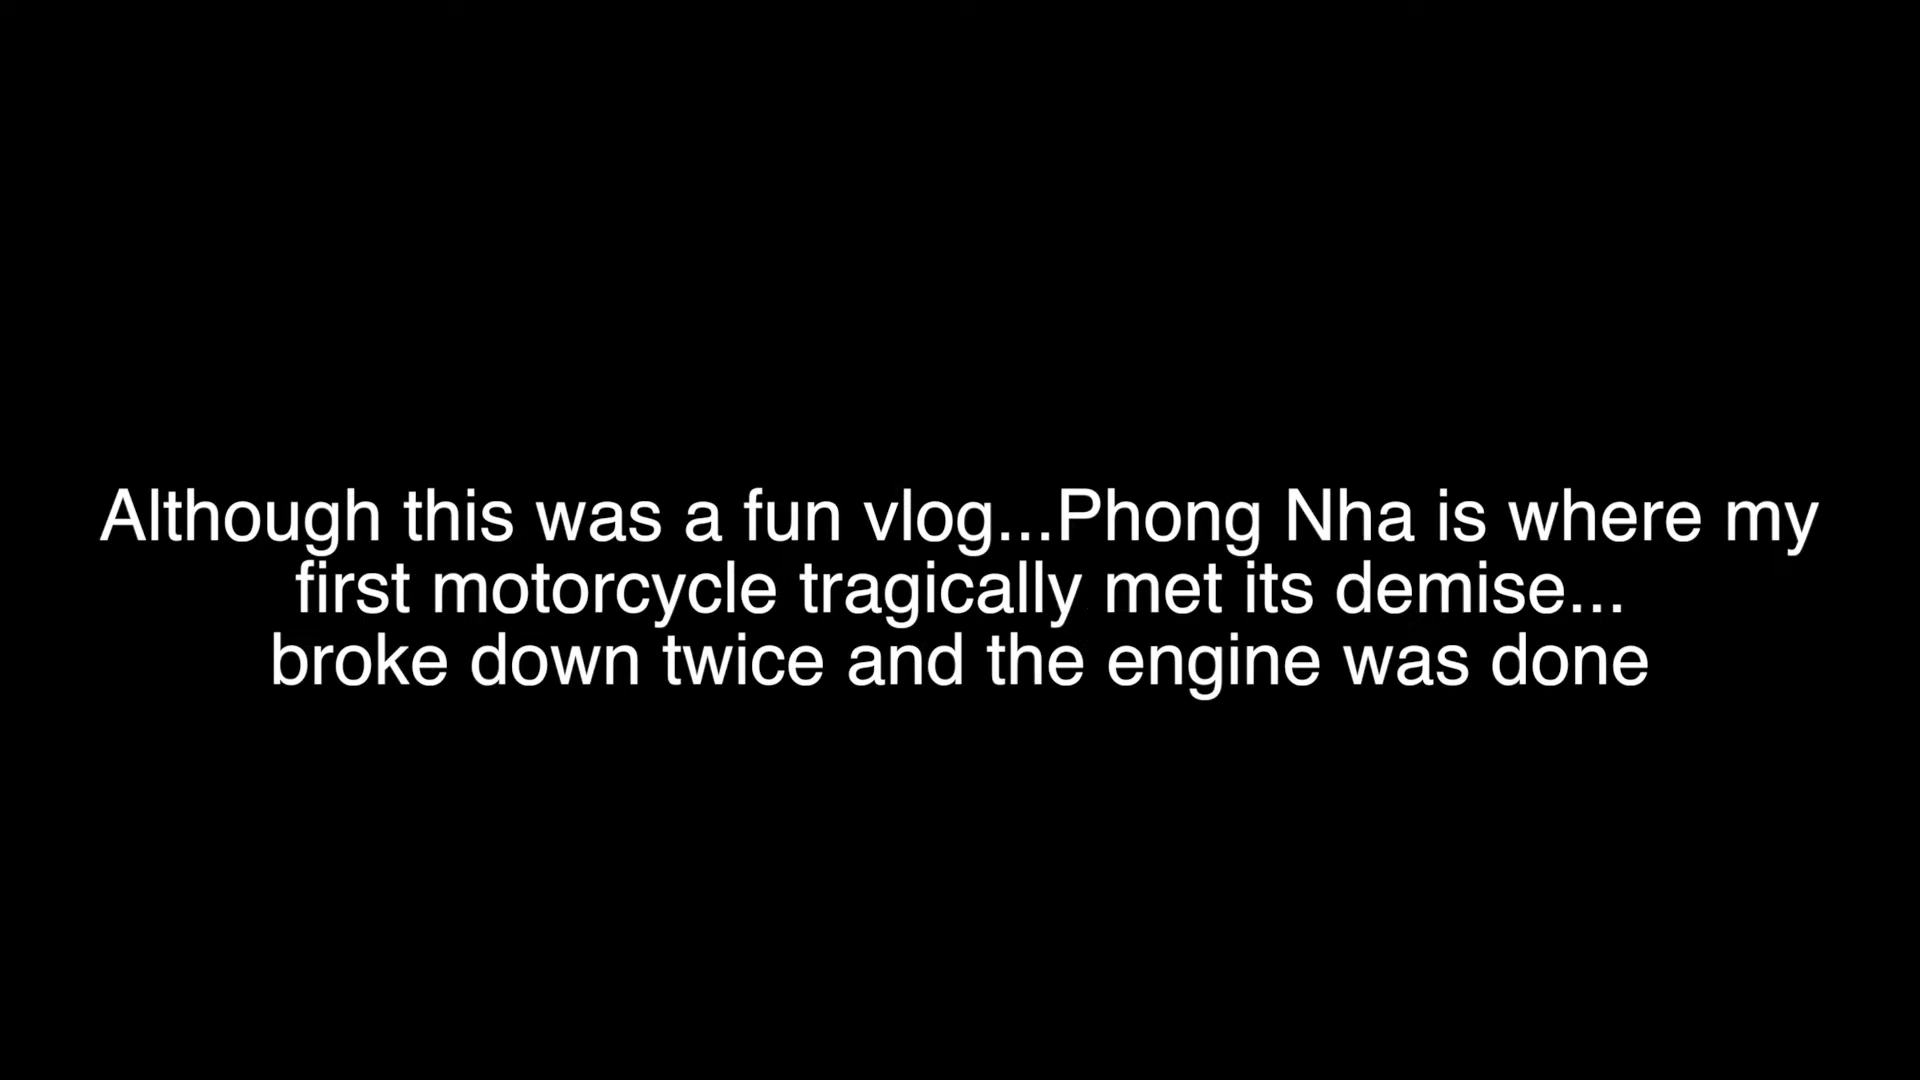 Although this was a fun vlog...Phong Nha is where my
first motorcycle tragically met its demise...
broke down twice and the engine was done